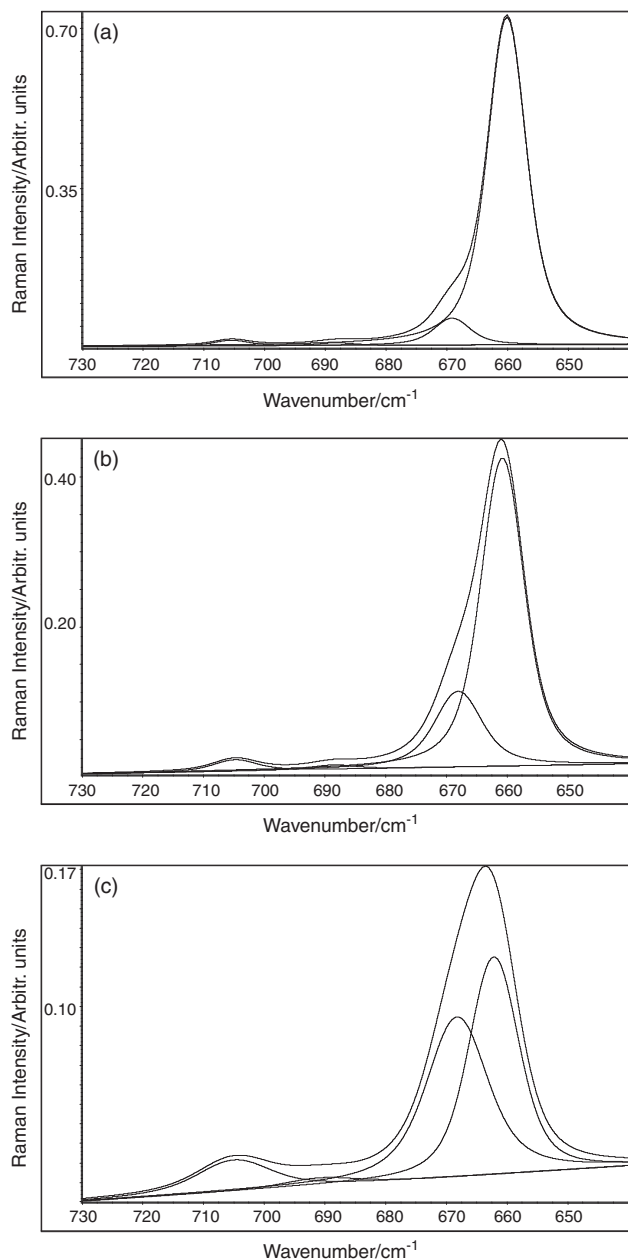 (a)
Raman Intensity/Arbitr. units
0.70
0.35
730 720 710 700 690 680 670 660 650
Wavenumber/cm-1
(b)
Raman Intensity/Arbitr. units
0.40
0.20
730 720 710 700 690 680 670 660 650
Wavenumber/cm-1
(c)
Raman Intensity/Arbitr. units
0.17
0.10
730 720 710 700 690 680 670 660 650
Wavenumber/cm-1